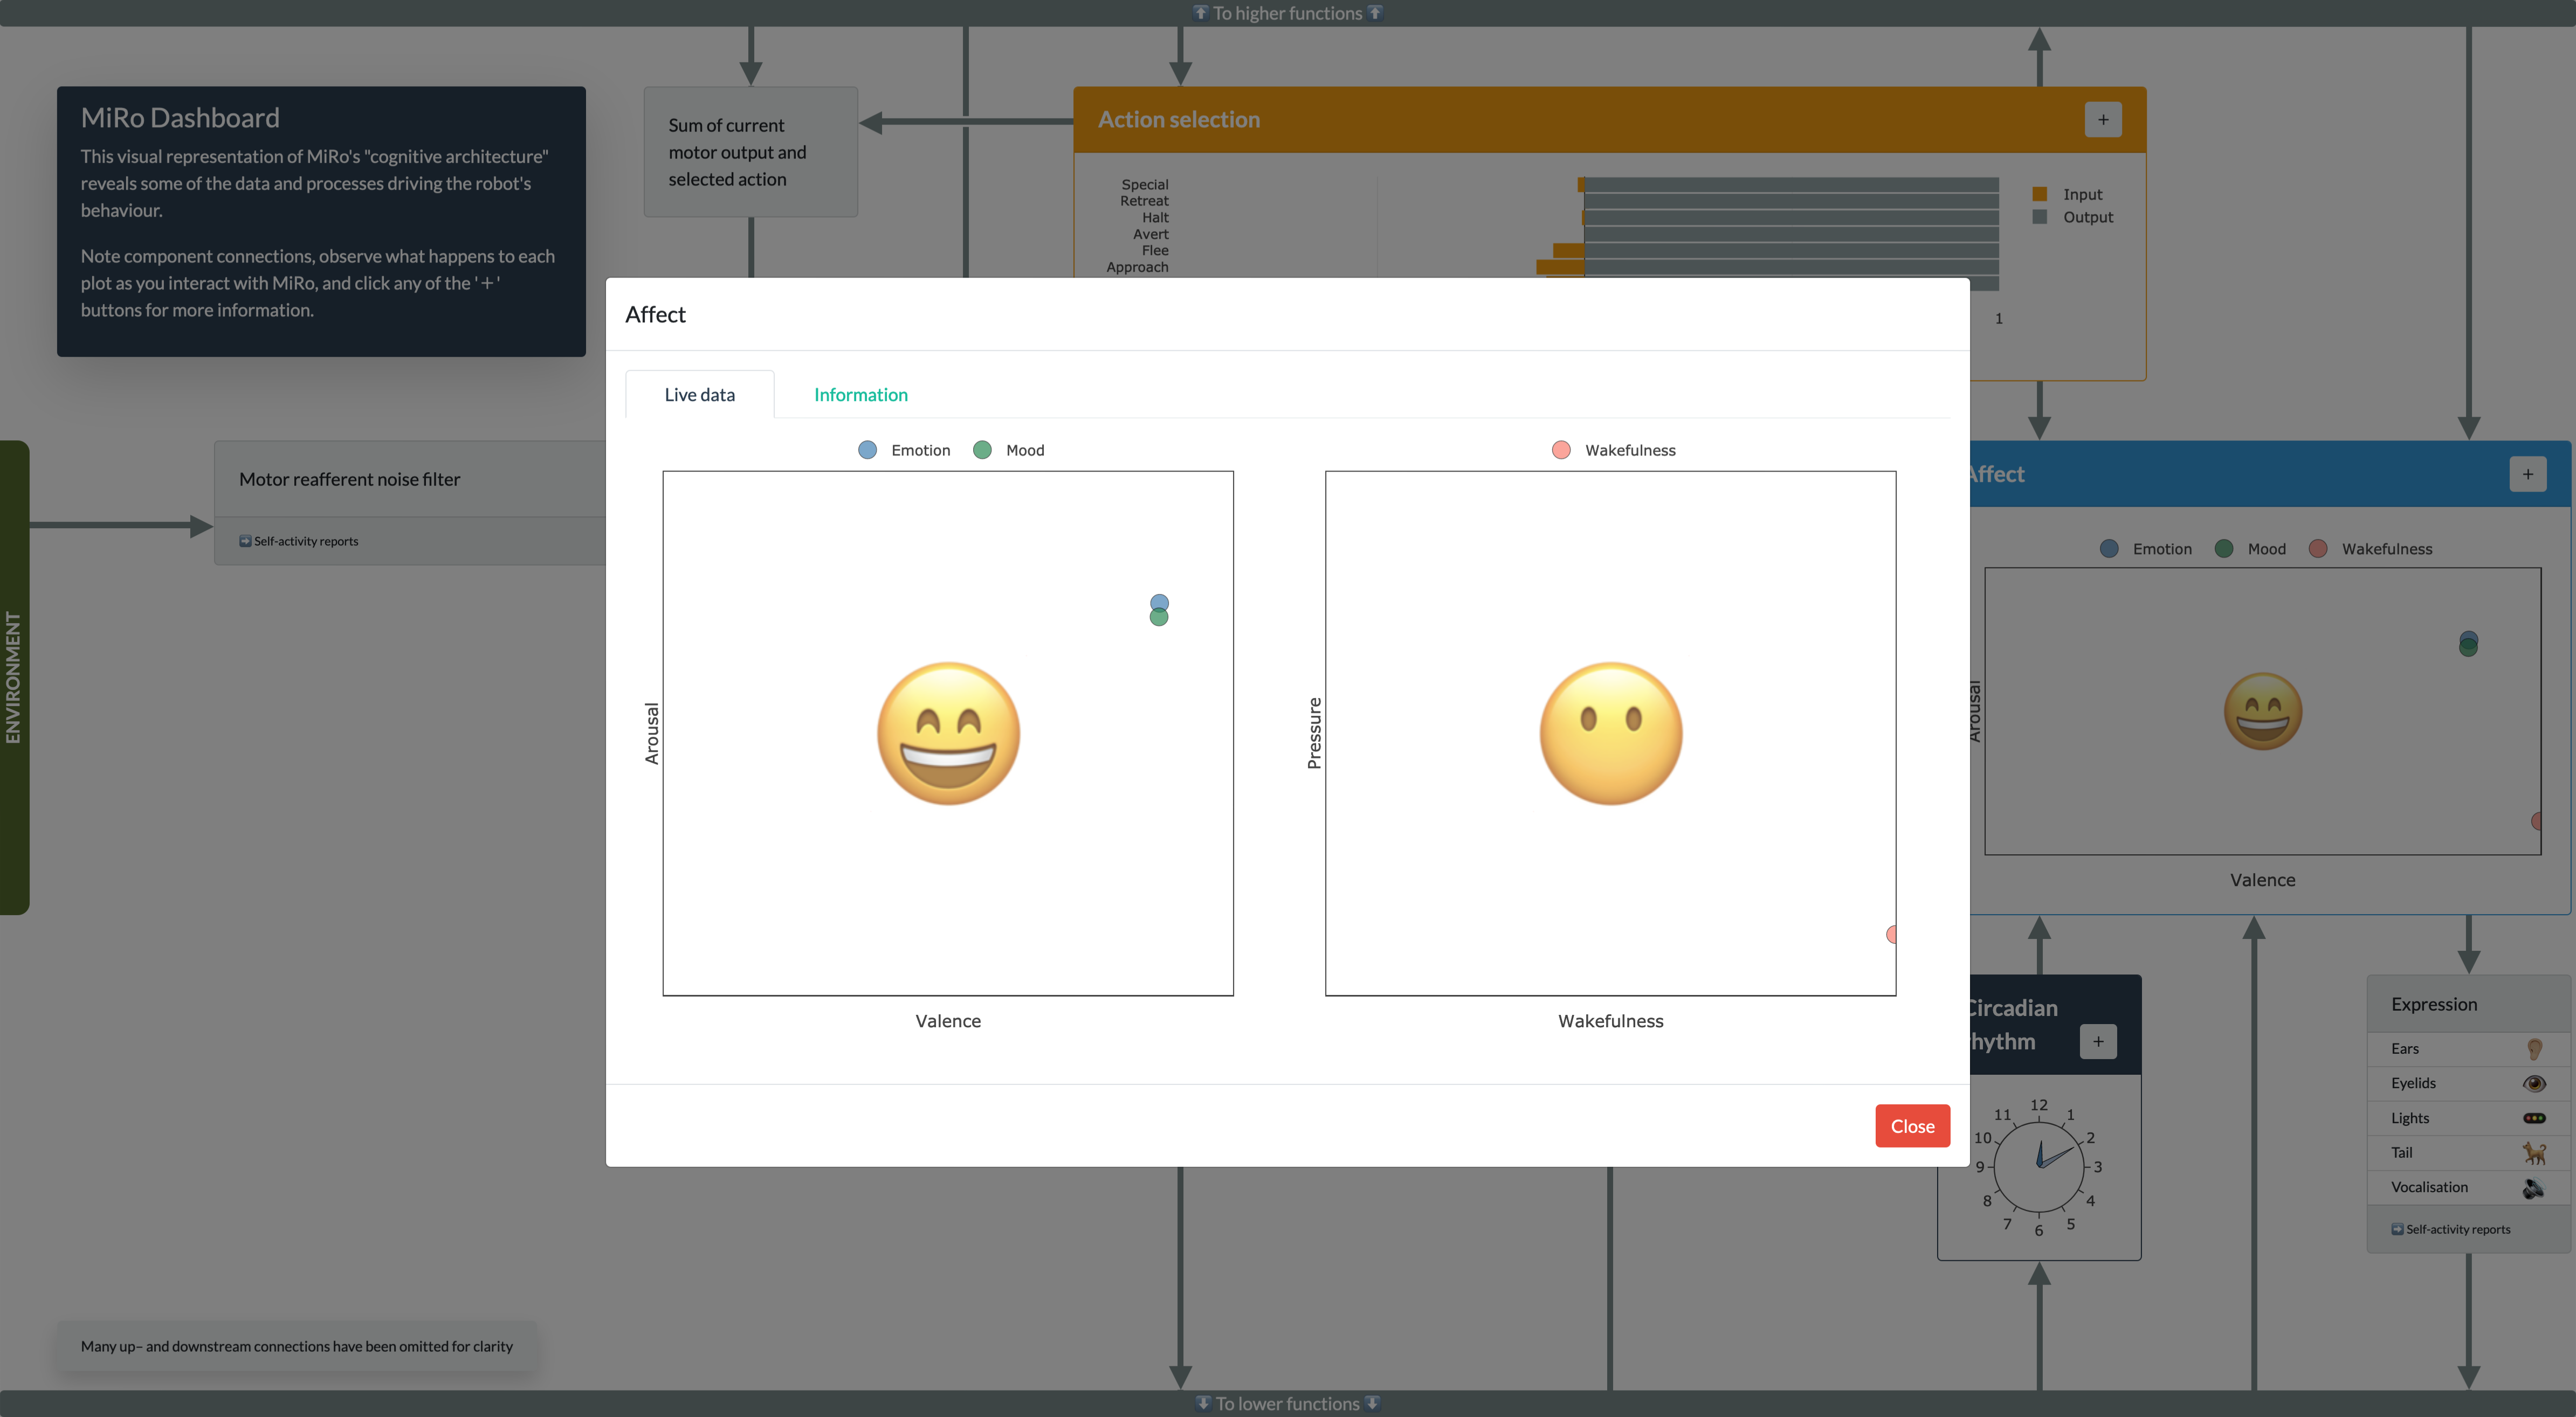 ⬆ To higher functions ⬆
MiRo Dashboard
This visual representation of MiRo's "cognitive architecture"
reveals some of the data and processes driving the robot's
behaviour.
Note component connections, observe what happens to each
plot as you interact with MiRo, and click any of the '+'
buttons for more information.
Sum of current
motor output and
selected action
Action selection
+
Special
Retreat
Halt
Avert
Flee
Approach
Input
Output
1
ENVIRONMENT
Motor reafferent noise filter
➡ Self-activity reports
Affect
Live data
Information
Emotion
Mood
Arousal
Valence
Wakefulness
Pressure
Wakefulness
Close
Affect
+
Emotion
Mood
Wakefulness
Arousal
Valence
Circadian
rhythm
+
12
1
2
3
4
5
6
7
8
9
10
11
Expression
Ears
Eyelids
Lights
Tail
Vocalisation
➡ Self-activity reports
Many up– and downstream connections have been omitted for clarity
⬇ To lower functions ⬇